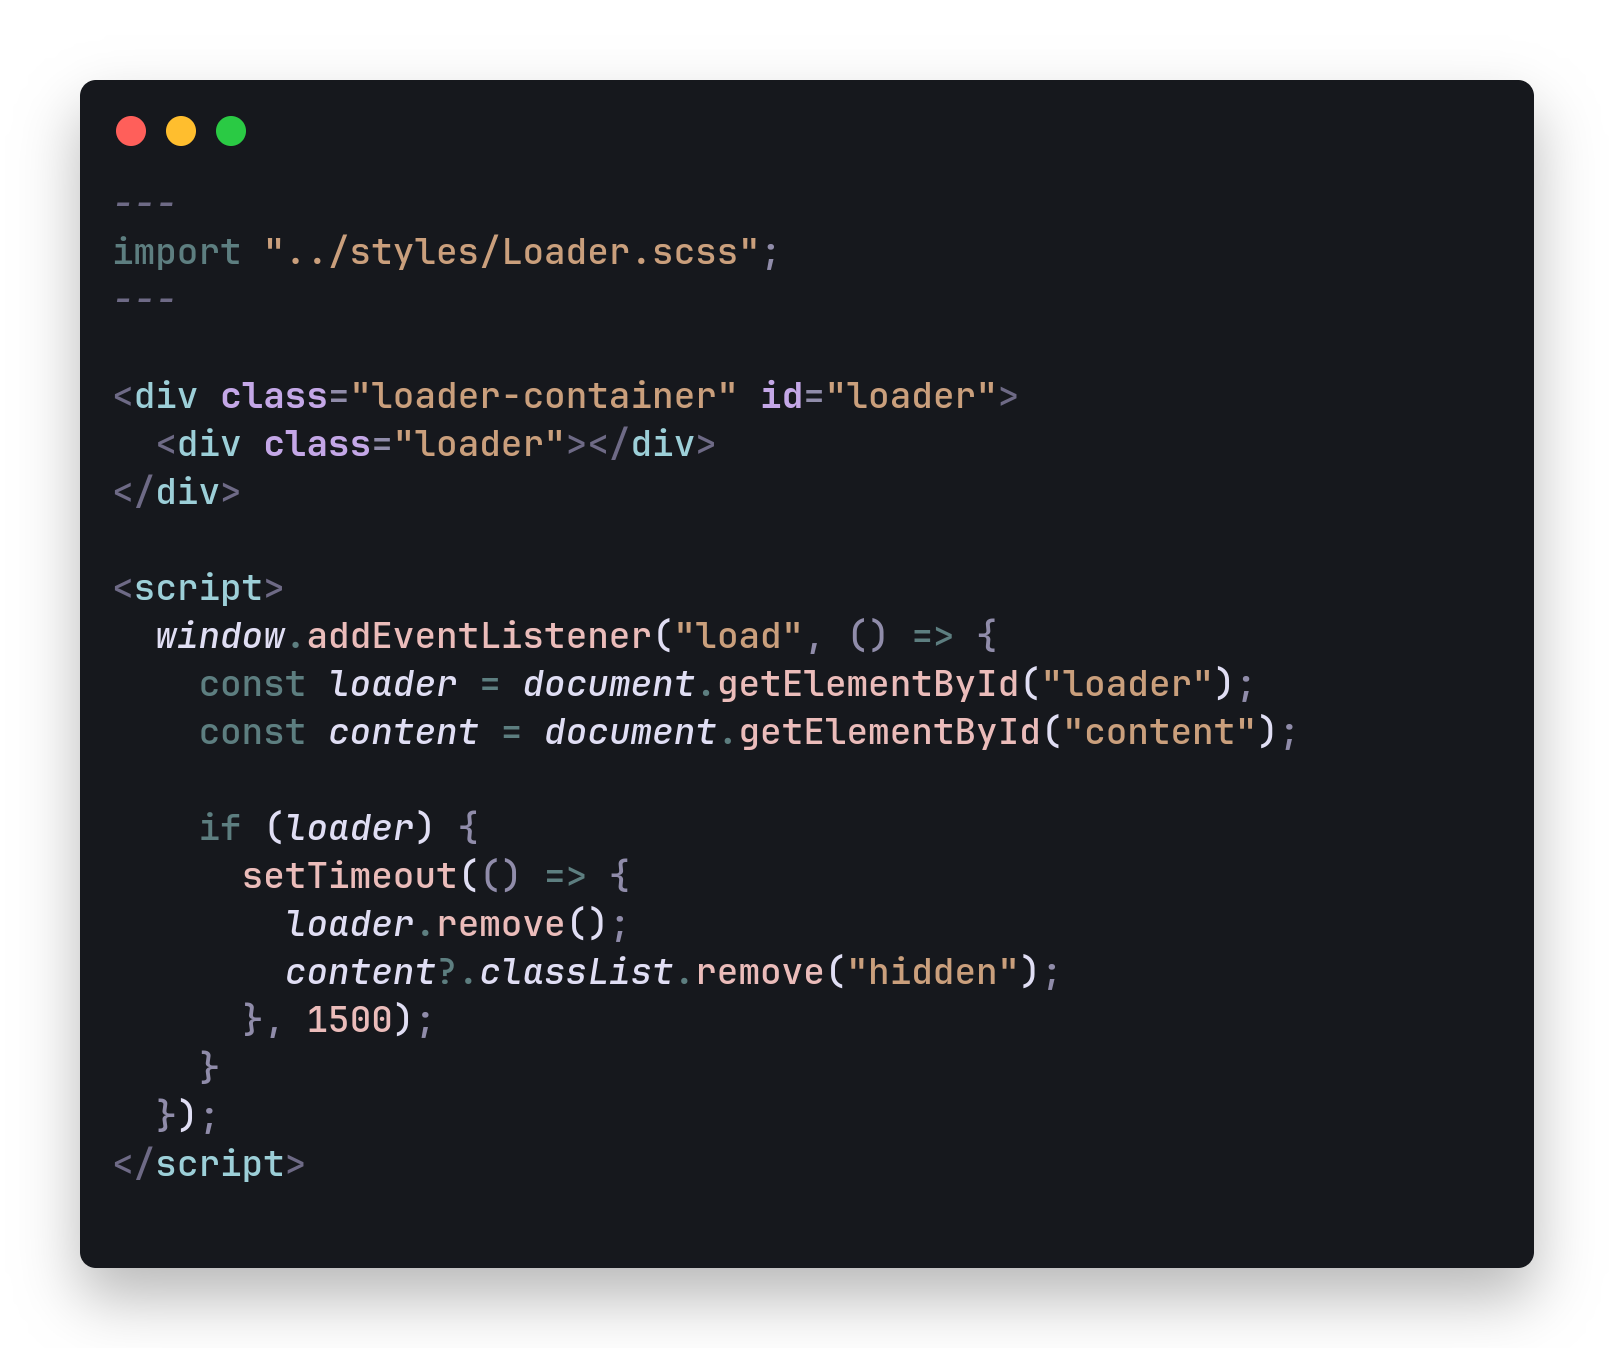 ---
import "../styles/Loader.scss";
---

<div class="loader-container" id="loader">
  <div class="loader"></div>
</div>

<script>
  window.addEventListener("load", () => {
    const loader = document.getElementById("loader");
    const content = document.getElementById("content");

    if (loader) {
      setTimeout(() => {
        loader.remove();
        content?.classList.remove("hidden");
      }, 1500);
    }
  });
</script>